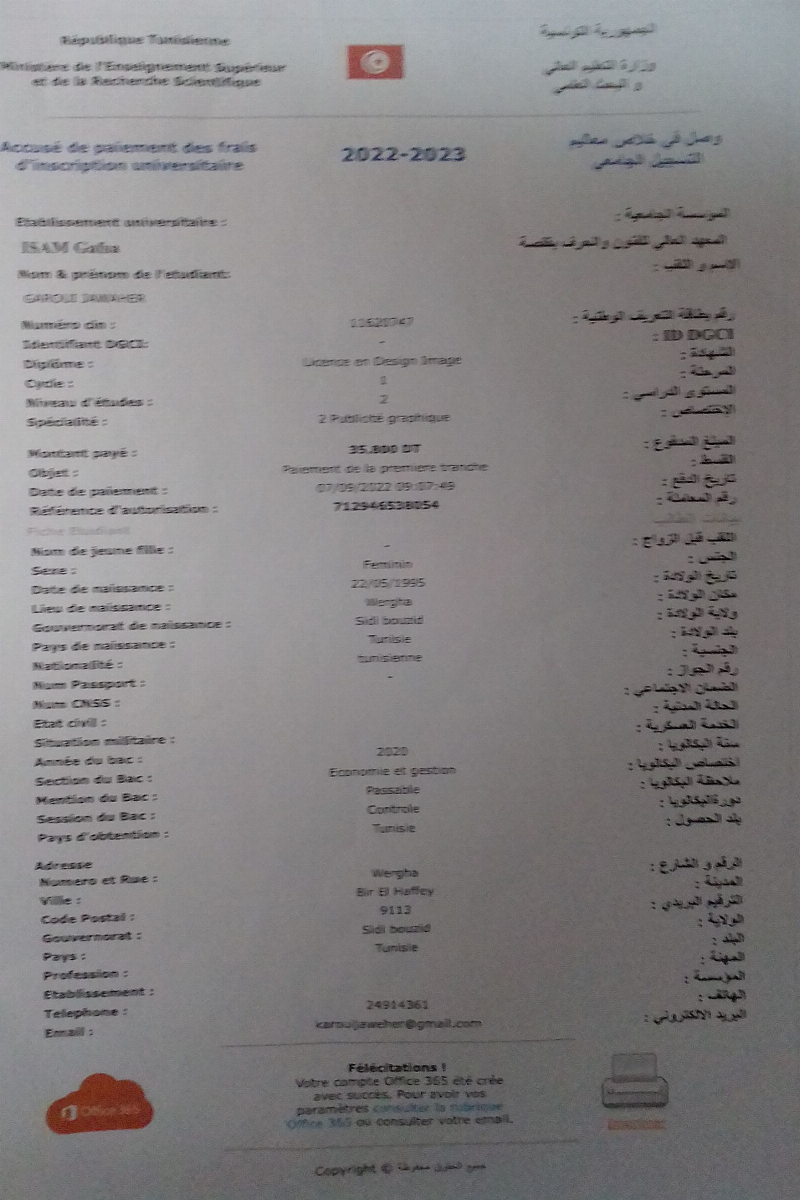 République Tunisienne
الجمهورية التونسية
Ministère de l'Enseignement Supérieur
et de la Recherche Scientifique
وزارة التعليم العالي
و البحث العلمي
Accusé de paiement des frais
d'inscription universitaire
2022-2023
وصل في خلاص معاليم
التسجيل الجامعي
Etablissement universitaire :
المؤسسة الجامعية :
ISAM Gafsa
المعهد العالي للفنون و الحرف بقفصة
Nom & prénom de l'etudiant:
الاسم و اللقب :
GAROUI JAWAHER
Numéro cin : 11620747 رقم بطاقة التعريف الوطنية :
Identifiant DGCI: - ID DGCI :
Diplôme : Licence en Design Image الشهادة :
Cycle : 1 المرحلة :
Niveau d'études : 2 المستوى الدراسي :
Spécialité : 2 Publicité graphique الإختصاص :
Montant payé : 35.800 DT المبلغ المدفوع :
Objet : Paiement de la premiere tranche القسط :
Date de paiement : 07/09/2022 09:07:49 تاريخ الدفع :
Référence d'autorisation : 712946538054 رقم المعاملة :
Fiche Etudiant بيانات الطالب
Nom de jeune fille : - اللقب قبل الزواج :
Sexe : Feminin الجنس :
Date de naissance : 22/05/1995 تاريخ الولادة :
Lieu de naissance : Wergha مكان الولادة :
Gouvernorat de naissance : Sidi bouzid ولاية الولادة :
Pays de naissance : Tunisie بلد الولادة :
Nationalité : tunisienne الجنسية :
Num Passport : - رقم الجواز :
Num CNSS : الضمان الاجتماعي :
Etat civil : الحالة المدنية :
Situation militaire : الخدمة العسكرية :
Année du bac : 2020 سنة البكالوريا :
Section du Bac : Economie et gestion اختصاص البكالوريا :
Mention du Bac : Passable ملاحظة البكالوريا :
Session du Bac : Controle دورة البكالوريا :
Pays d'obtention : Tunisie بلد الحصول :
Adresse
Numero et Rue : Wergha الرقم و الشارع :
Ville : Bir El Haffey المدينة :
Code Postal : 9113 الترقيم البريدي :
Gouvernorat : Sidi bouzid الولاية :
Pays : Tunisie البلد :
Profession : المهنة :
Etablissement : المؤسسة :
Telephone : 24914361 الهاتف :
Email : karouijaweher@gmail.com البريد الالكتروني :
Félécitations !
Votre compte Office 365 été crée
avec succès. Pour avoir vos
paramètres consulter la rubrique
Office 365 ou consulter votre email.
Office 365
Copyright © جميع الحقوق محفوظة